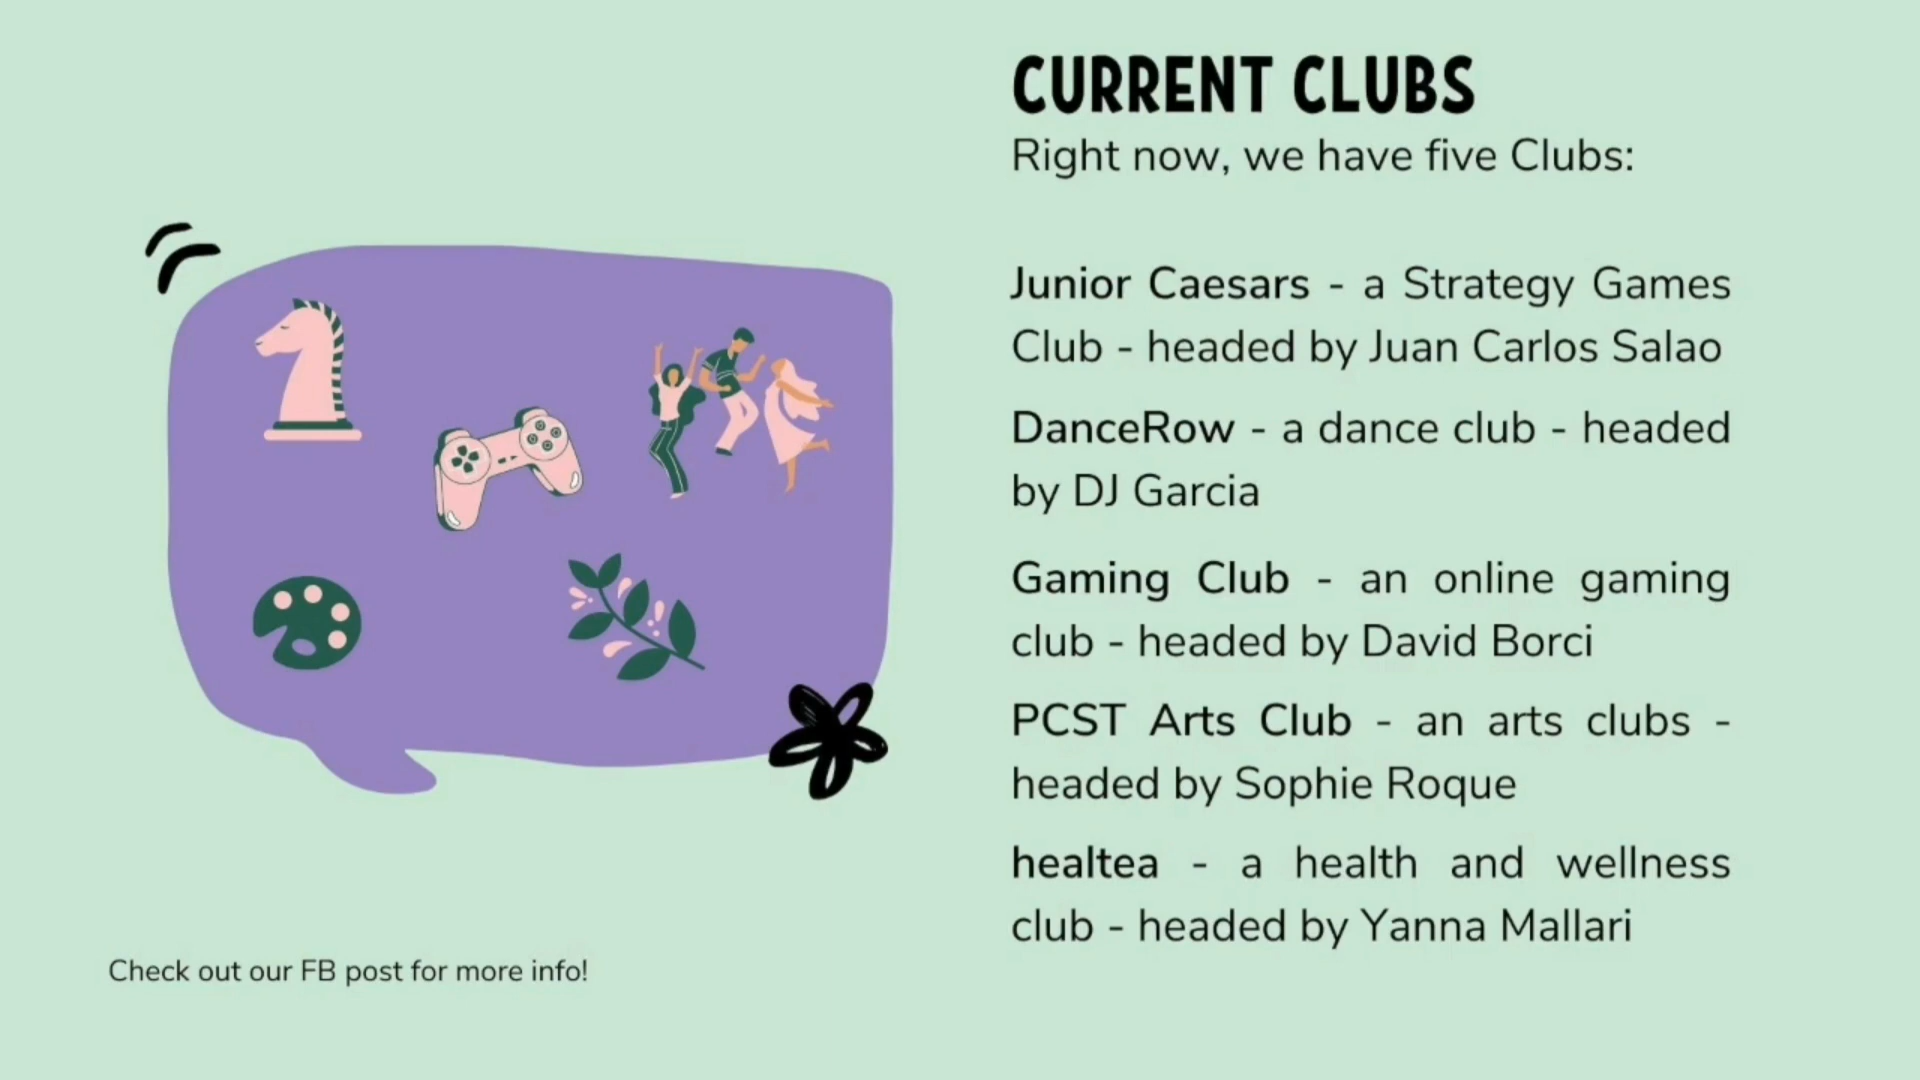 CURRENT CLUBS
Right now, we have five Clubs:
Junior Caesars - a Strategy Games
Club - headed by Juan Carlos Salao
DanceRow - a dance club - headed
by DJ Garcia
Gaming Club - an online gaming
club - headed by David Borci
PCST Arts Club - an arts clubs -
headed by Sophie Roque
healtea - a health and wellness
club - headed by Yanna Mallari
Check out our FB post for more info!